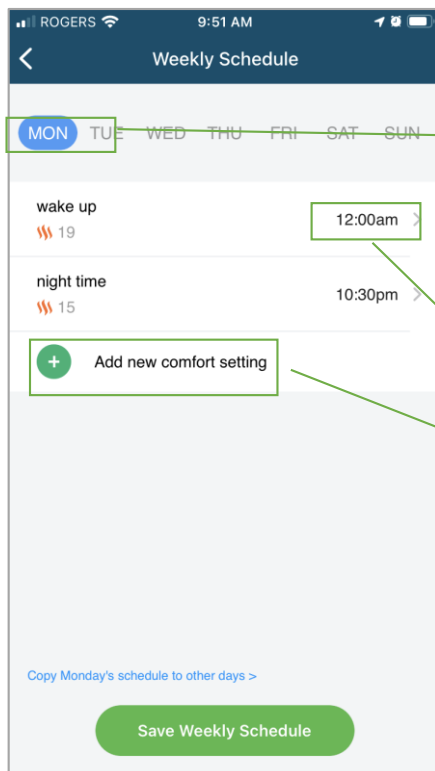 ROGERS 9:51 AM
Weekly Schedule
MON TUE WED THU FRI SAT SUN
wake up
19
12:00am
night time
15
10:30pm
Add new comfort setting
Copy Monday's schedule to other days >
Save Weekly Schedule